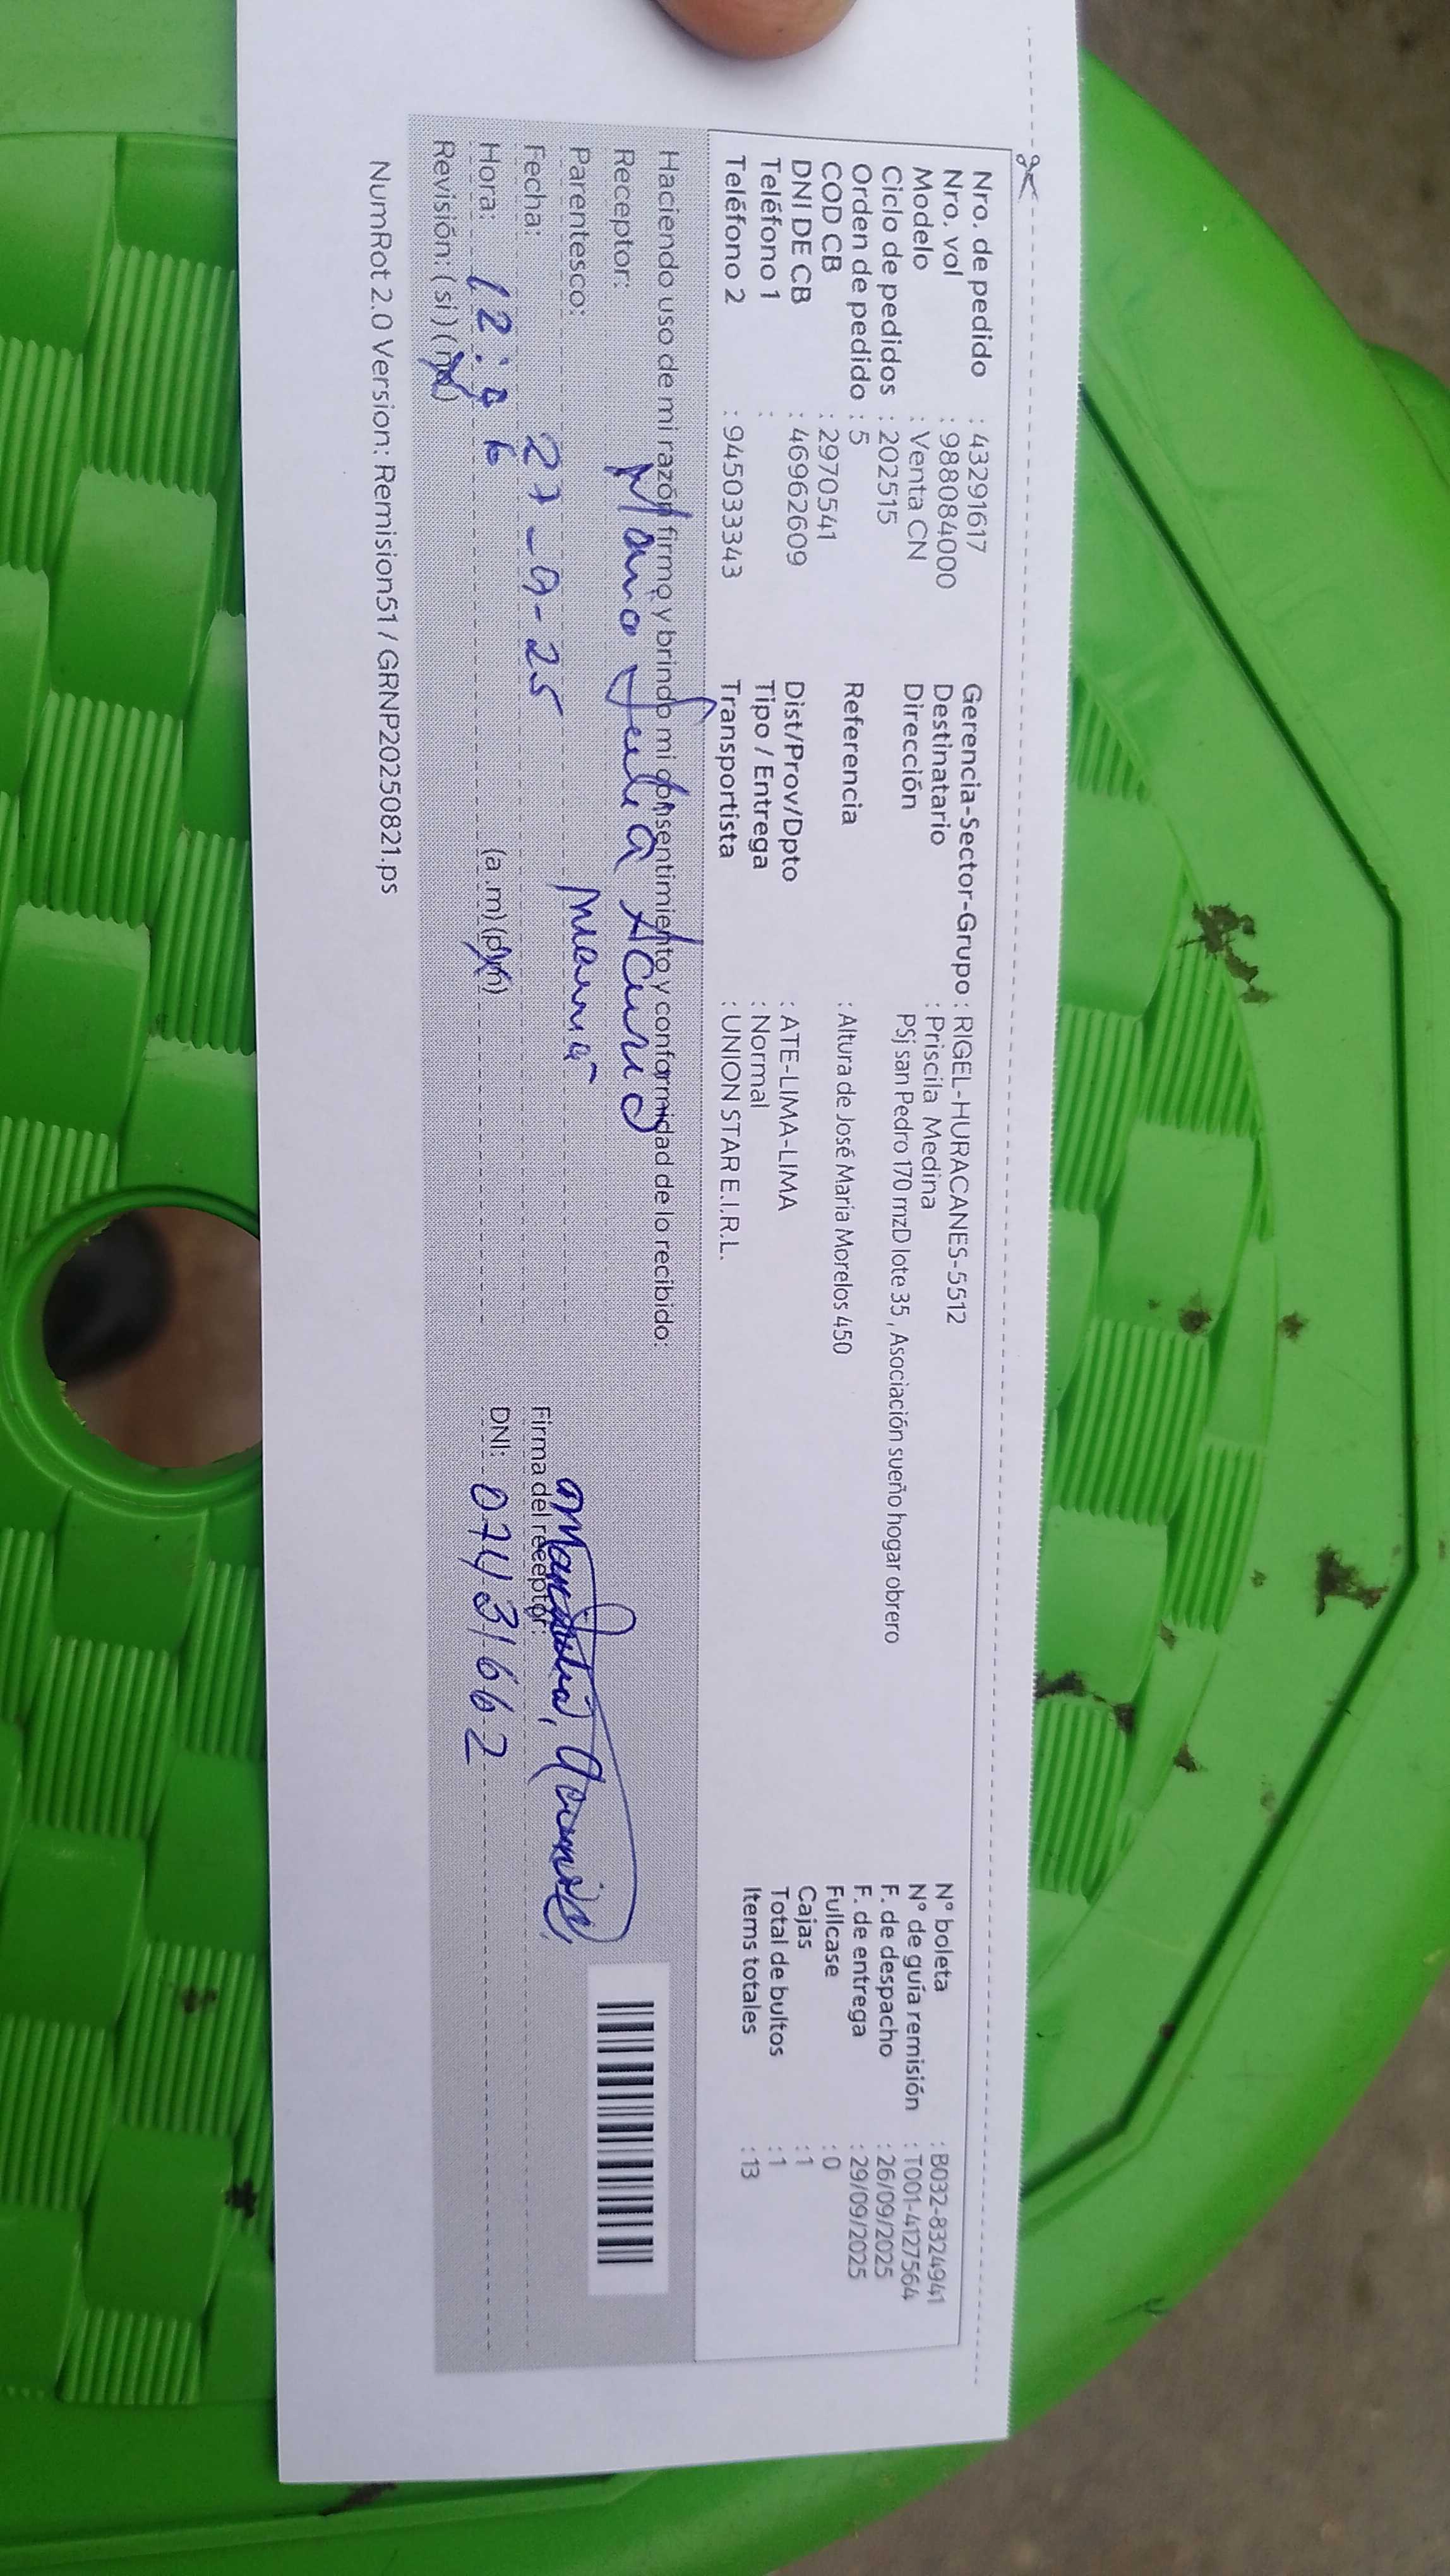 Nro. de pedido : 43291617
Nro. vol : 988084000
Modelo : Venta CN
Ciclo de pedidos : 202515
Orden de pedido : 5
COD CB : 2970541
DNI DE CB : 46962609
Teléfono 1 :
Teléfono 2 : 945033343
Gerencia-Sector-Grupo : RIGEL-HURACANES-5512
Destinatario : Priscila Medina
Dirección PSj san Pedro 170 mzD lote 35 , Asociación sueño hogar obrero
Referencia : Altura de José María Morelos 450
Dist/Prov/Dpto : ATE-LIMA-LIMA
Tipo / Entrega : Normal
Transportista : UNION STAR E.I.R.L.
N° boleta : B032-8324941
N° de guía remisión : T001-4127564
F. de despacho : 26/09/2025
F. de entrega : 29/09/2025
Fullcase : 0
Cajas : 1
Total de bultos : 1
Items totales : 13
Haciendo uso de mi razón firmo y brindo mi consentimiento y conformidad de lo recibido:
Receptor: Julia
Parentesco: mamá
Fecha: 27-9-25
Hora: 12: (a.m) (pm)
Revisión: (si) (no)
Firma del receptor:
DNI: 07431662
NumRot 2.0 Version: Remision51 / GRNP20250821.ps